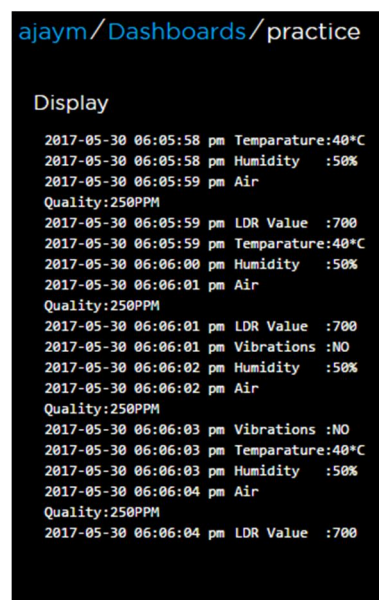 ajaym/Dashboards/practice
Display
2017-05-30 06:05:58 pm Temparature:40*C
2017-05-30 06:05:58 pm Humidity   :50%
2017-05-30 06:05:59 pm Air
Quality:250PPM
2017-05-30 06:05:59 pm LDR Value  :700
2017-05-30 06:05:59 pm Temparature:40*C
2017-05-30 06:06:00 pm Humidity   :50%
2017-05-30 06:06:01 pm Air
Quality:250PPM
2017-05-30 06:06:01 pm LDR Value  :700
2017-05-30 06:06:01 pm Vibrations :NO
2017-05-30 06:06:02 pm Humidity   :50%
2017-05-30 06:06:02 pm Air
Quality:250PPM
2017-05-30 06:06:03 pm Vibrations :NO
2017-05-30 06:06:03 pm Temparature:40*C
2017-05-30 06:06:03 pm Humidity   :50%
2017-05-30 06:06:04 pm Air
Quality:250PPM
2017-05-30 06:06:04 pm LDR Value  :700